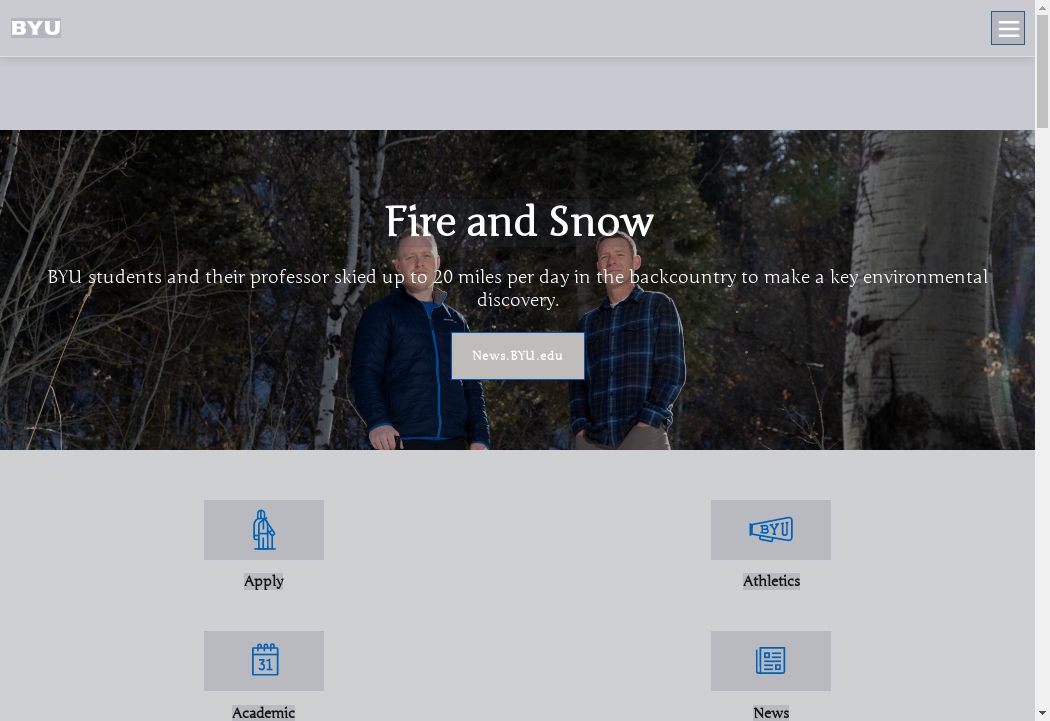 BYU
Fire and Snow
BYU students and their professor skied up to 20 miles per day in the backcountry to make a key environmental
discovery.
News.BYU.edu
BYU
Apply
Athletics
31
Academic
News